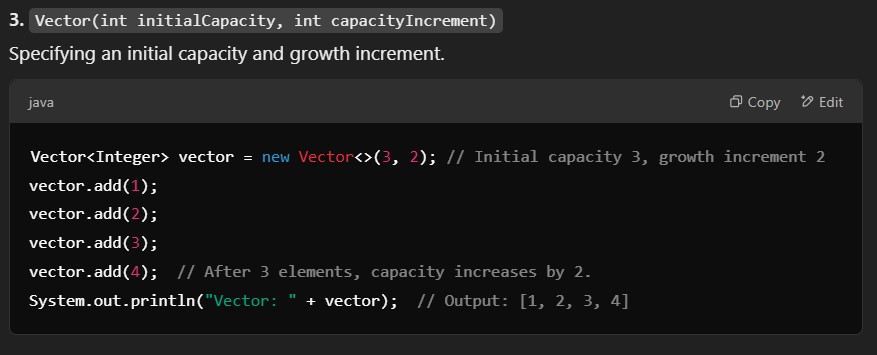 3. Vector(int initialCapacity, int capacityIncrement)
Specifying an initial capacity and growth increment.
java Copy Edit
Vector<Integer> vector = new Vector<>(3, 2); // Initial capacity 3, growth increment 2
vector.add(1);
vector.add(2);
vector.add(3);
vector.add(4);  // After 3 elements, capacity increases by 2.
System.out.println("Vector: " + vector);  // Output: [1, 2, 3, 4]